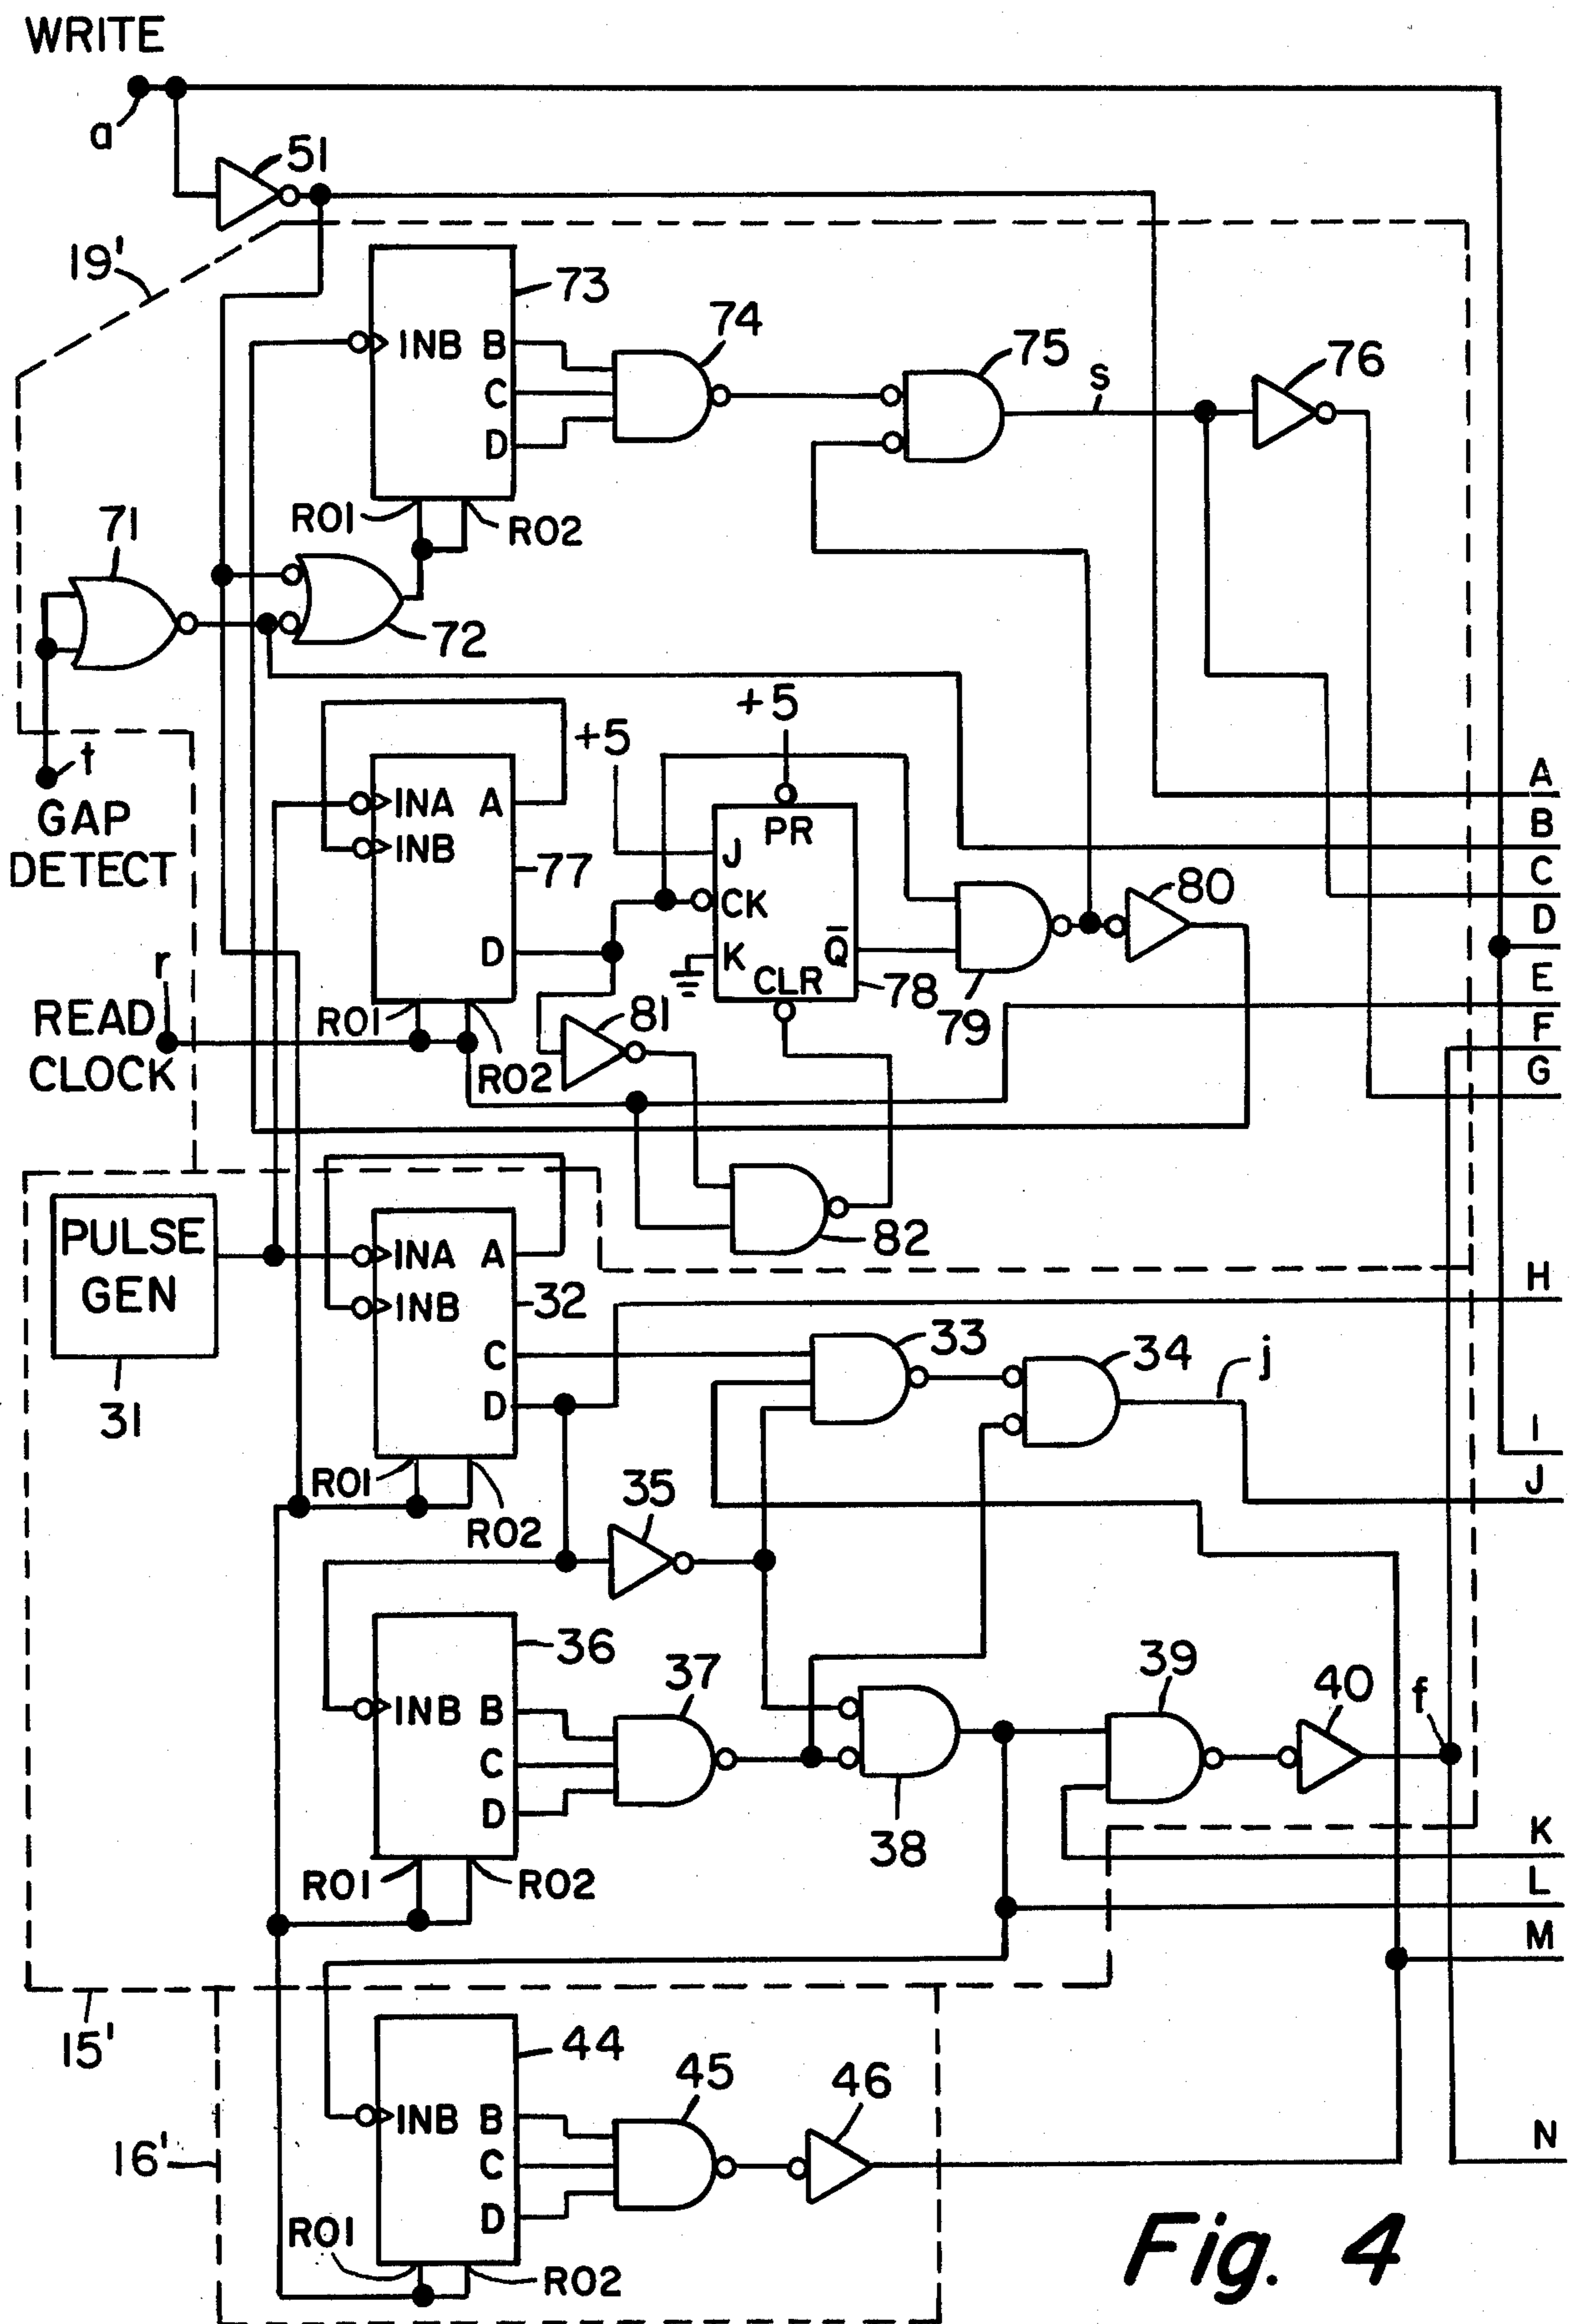 WRITE
a
51
19'
73
INB B
C
D
74
75
s
76
RO1
RO2
71
72
t
GAP
DETECT
+5
+5
INA A
INB
77
D
J
PR
CK
K
Q̅
CLR
78
79
80
A
B
C
D
E
F
G
r
READ
CLOCK
RO1
RO2
81
82
PULSE
GEN
31
INA A
INB
32
C
D
H
33
34
j
I
J
RO1
RO2
35
36
INB B
C
D
37
38
39
40
f
K
L
M
RO1
RO2
15'
44
INB B
C
D
45
46
16'
N
RO1
RO2
Fig. 4